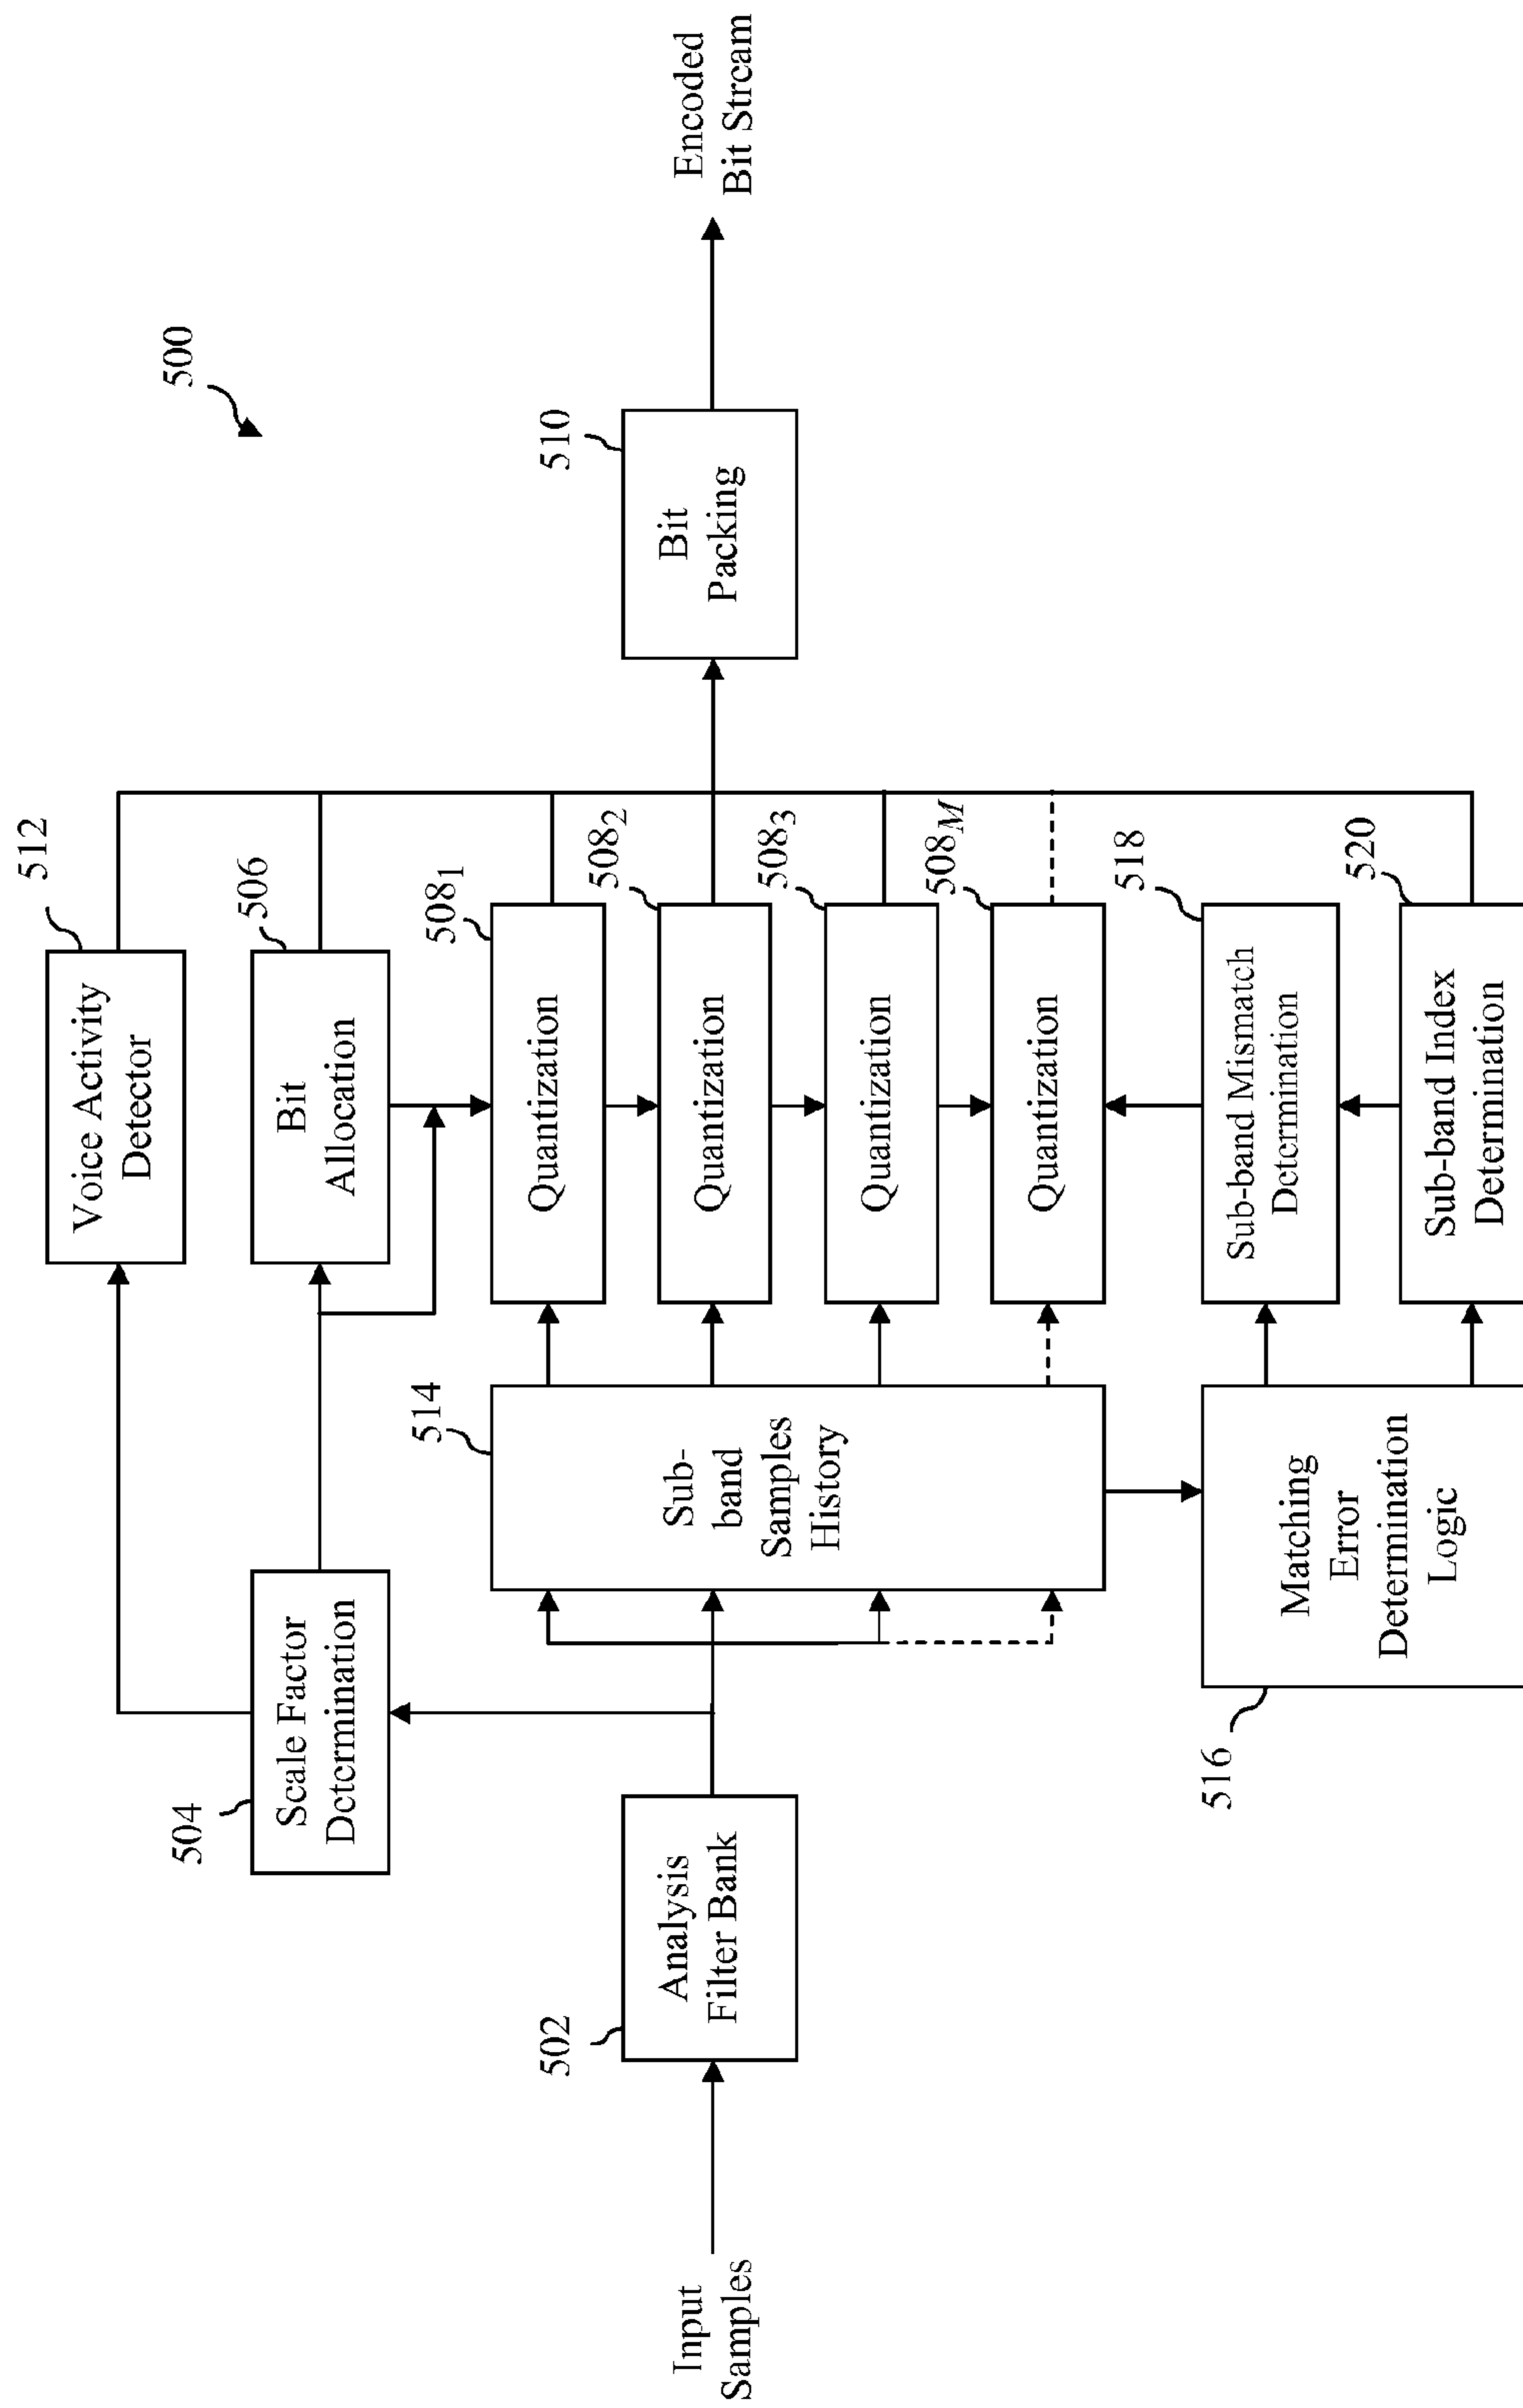 500
512
Voice Activity
Detector
504
Scale Factor
Determination
506
Bit
Allocation
508₁
Quantization
514
Sub-
band
Samples
History
508₂
Quantization
Input
Samples
502
Analysis
Filter Bank
510
Bit
Packing
Encoded
Bit Stream
508₃
Quantization
508_M
Quantization
518
Sub-band Mismatch
Determination
516
Matching
Error
Determination
Logic
520
Sub-band Index
Determination